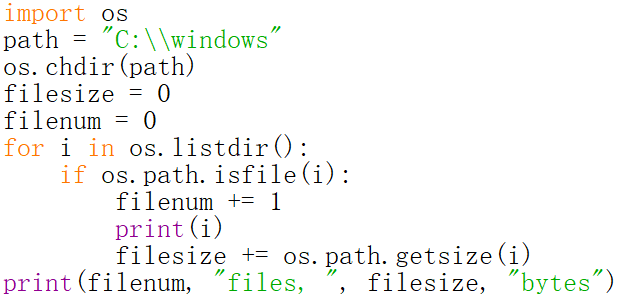 import os
path = "C:\\windows"
os.chdir(path)
filesize = 0
filenum = 0
for i in os.listdir():
    if os.path.isfile(i):
        filenum += 1
        print(i)
        filesize += os.path.getsize(i)
print(filenum, "files, ", filesize, "bytes")